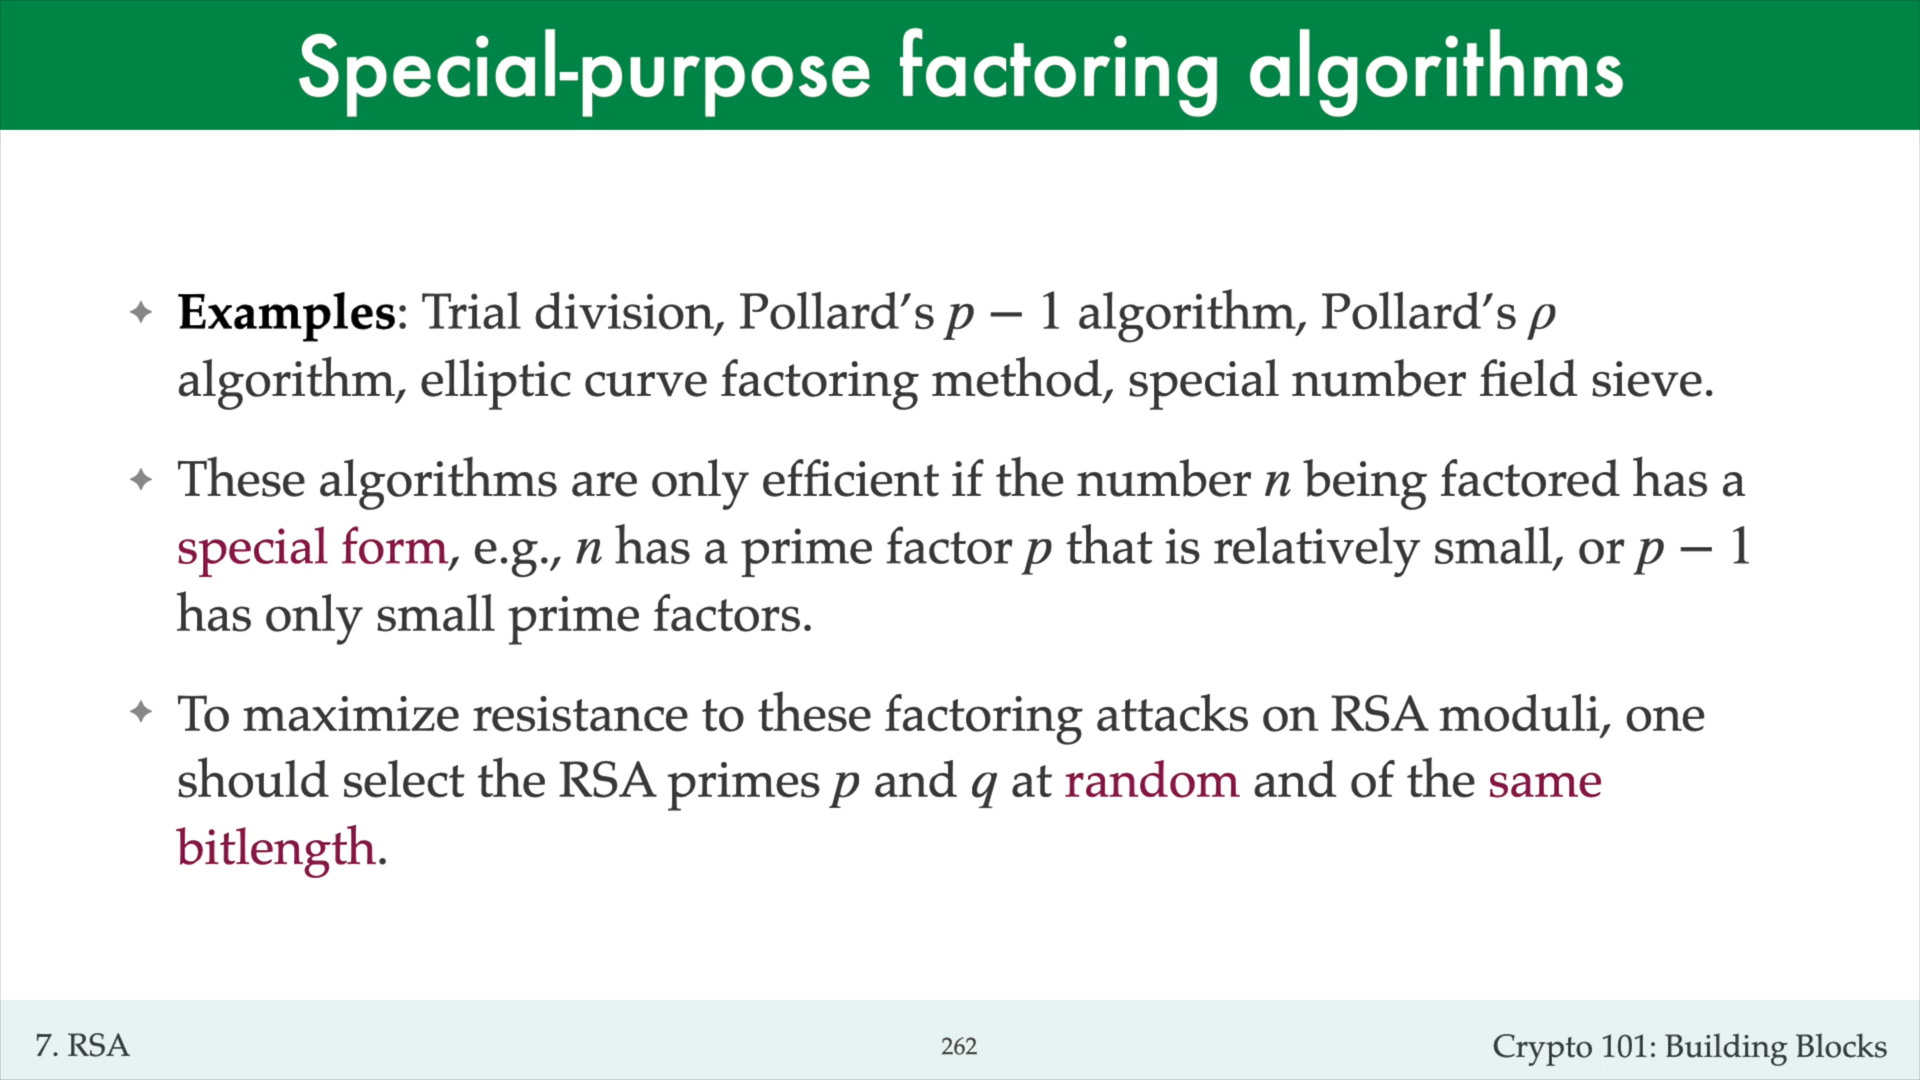 Special-purpose factoring algorithms
✦ Examples: Trial division, Pollard's p − 1 algorithm, Pollard's ρ
algorithm, elliptic curve factoring method, special number field sieve.
✦ These algorithms are only efficient if the number n being factored has a
special form, e.g., n has a prime factor p that is relatively small, or p − 1
has only small prime factors.
✦ To maximize resistance to these factoring attacks on RSA moduli, one
should select the RSA primes p and q at random and of the same
bitlength.
7. RSA
262
Crypto 101: Building Blocks